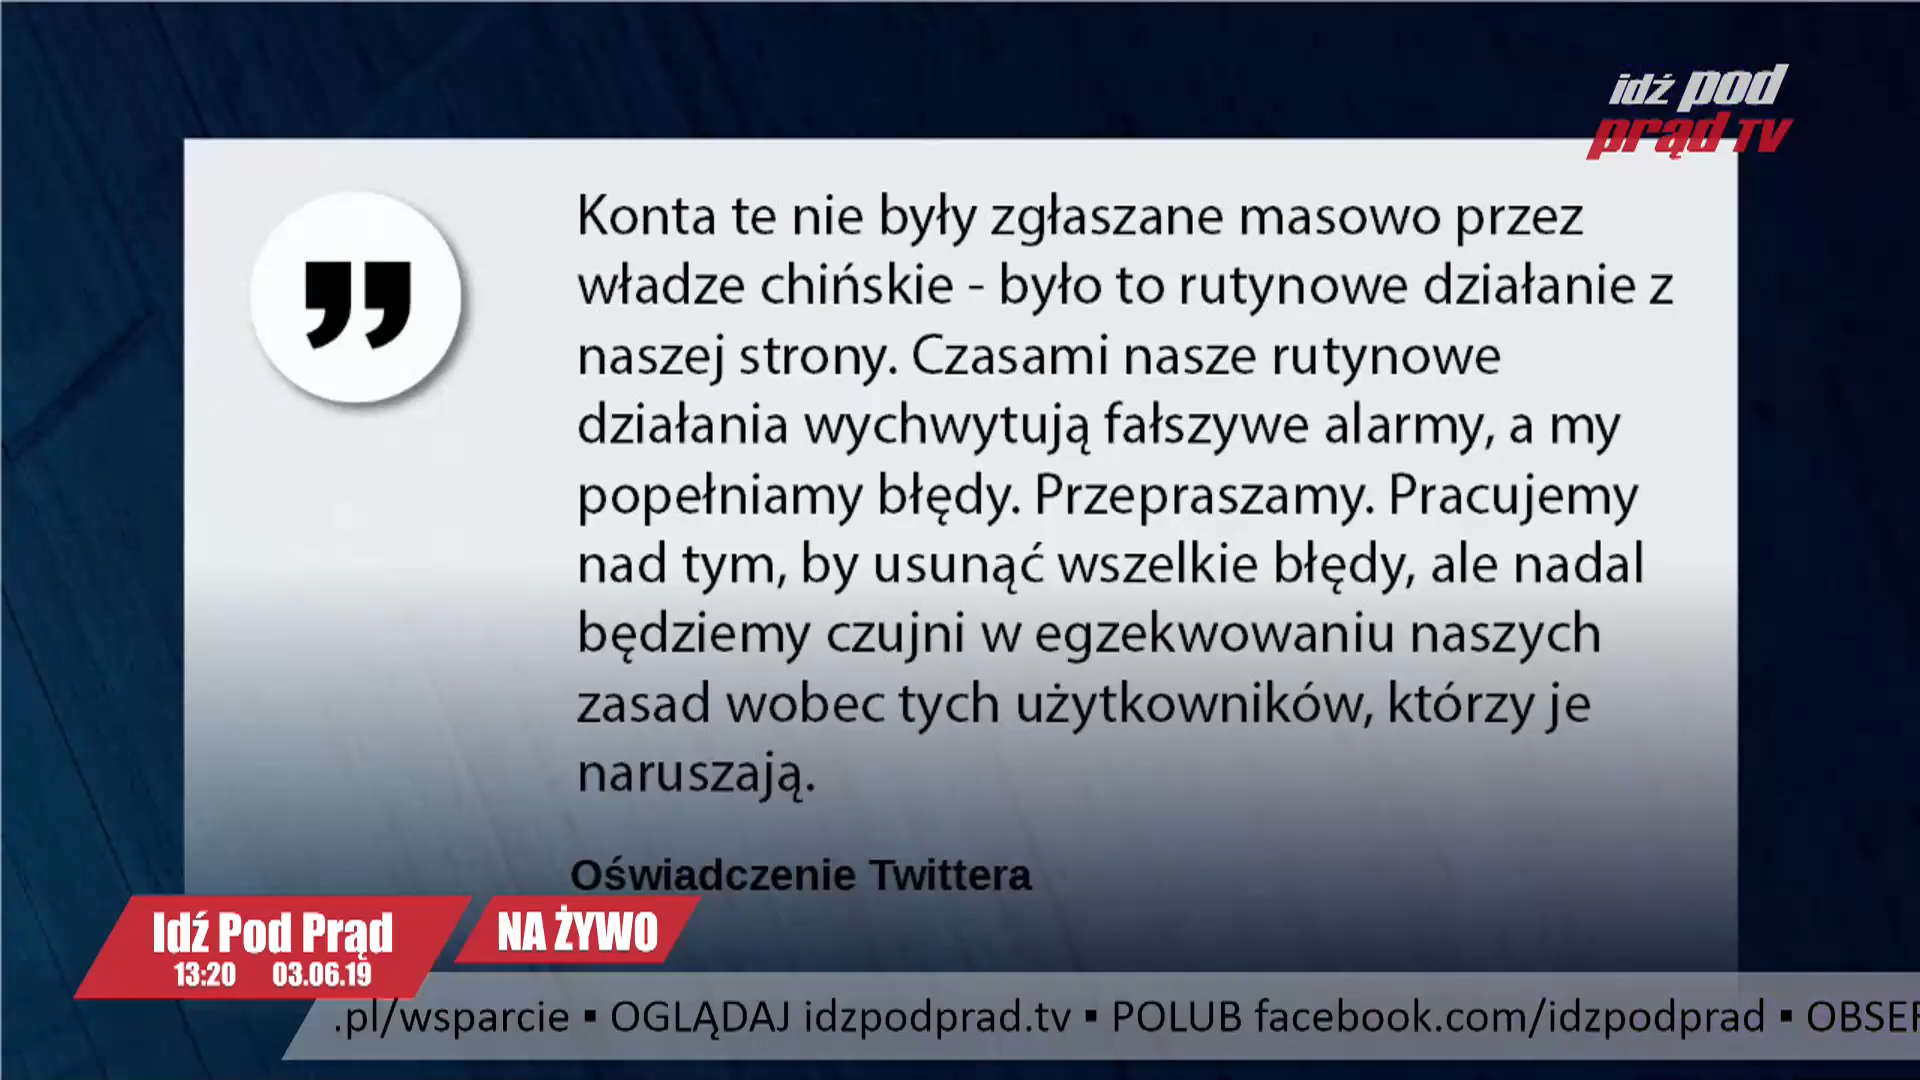 idź pod
prąd TV
Konta te nie były zgłaszane masowo przez
władze chińskie - było to rutynowe działanie z
naszej strony. Czasami nasze rutynowe
działania wychwytują fałszywe alarmy, a my
popełniamy błędy. Przepraszamy. Pracujemy
nad tym, by usunąć wszelkie błędy, ale nadal
będziemy czujni w egzekwowaniu naszych
zasad wobec tych użytkowników, którzy je
naruszają.
Oświadczenie Twittera
Idź Pod Prąd
NA ŻYWO
13:20 03.06.19
.pl/wsparcie ▪ OGLĄDAJ idzpodprad.tv ▪ POLUB facebook.com/idzpodprad ▪ OBSER